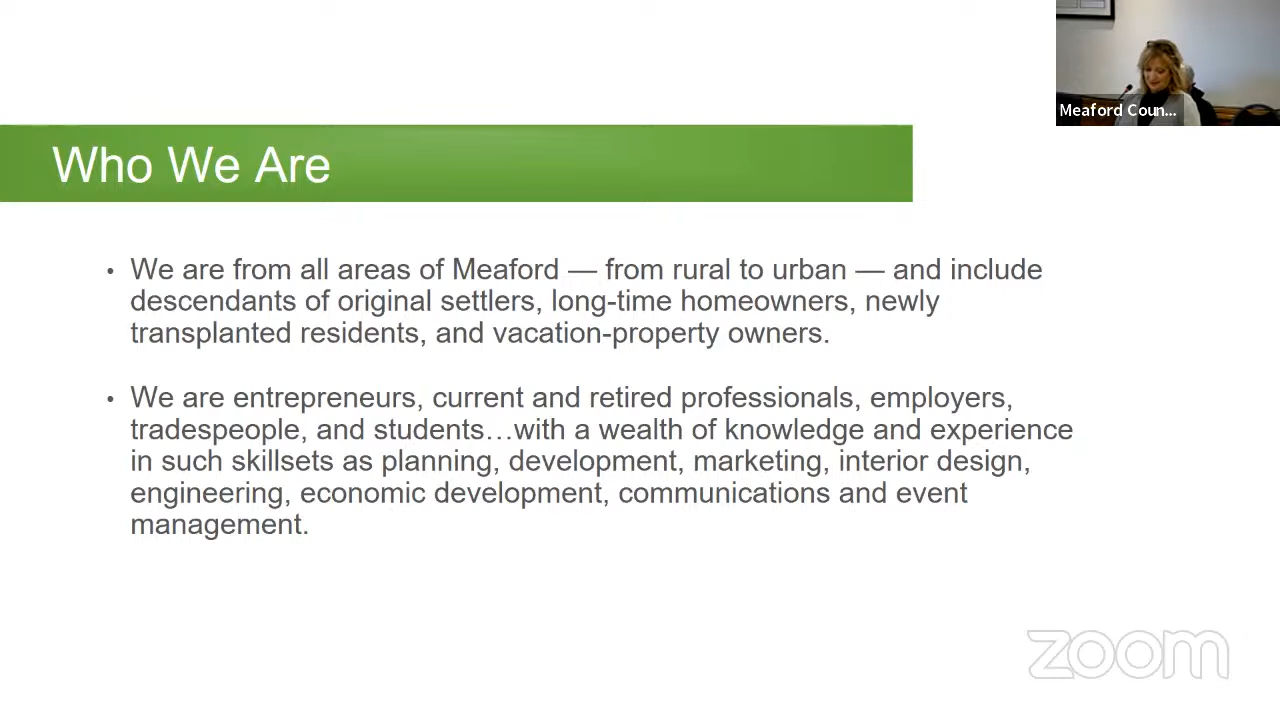 Meaford Coun...
Who We Are
• We are from all areas of Meaford — from rural to urban — and include
descendants of original settlers, long-time homeowners, newly
transplanted residents, and vacation-property owners.
• We are entrepreneurs, current and retired professionals, employers,
tradespeople, and students…with a wealth of knowledge and experience
in such skillsets as planning, development, marketing, interior design,
engineering, economic development, communications and event
management.
zoom